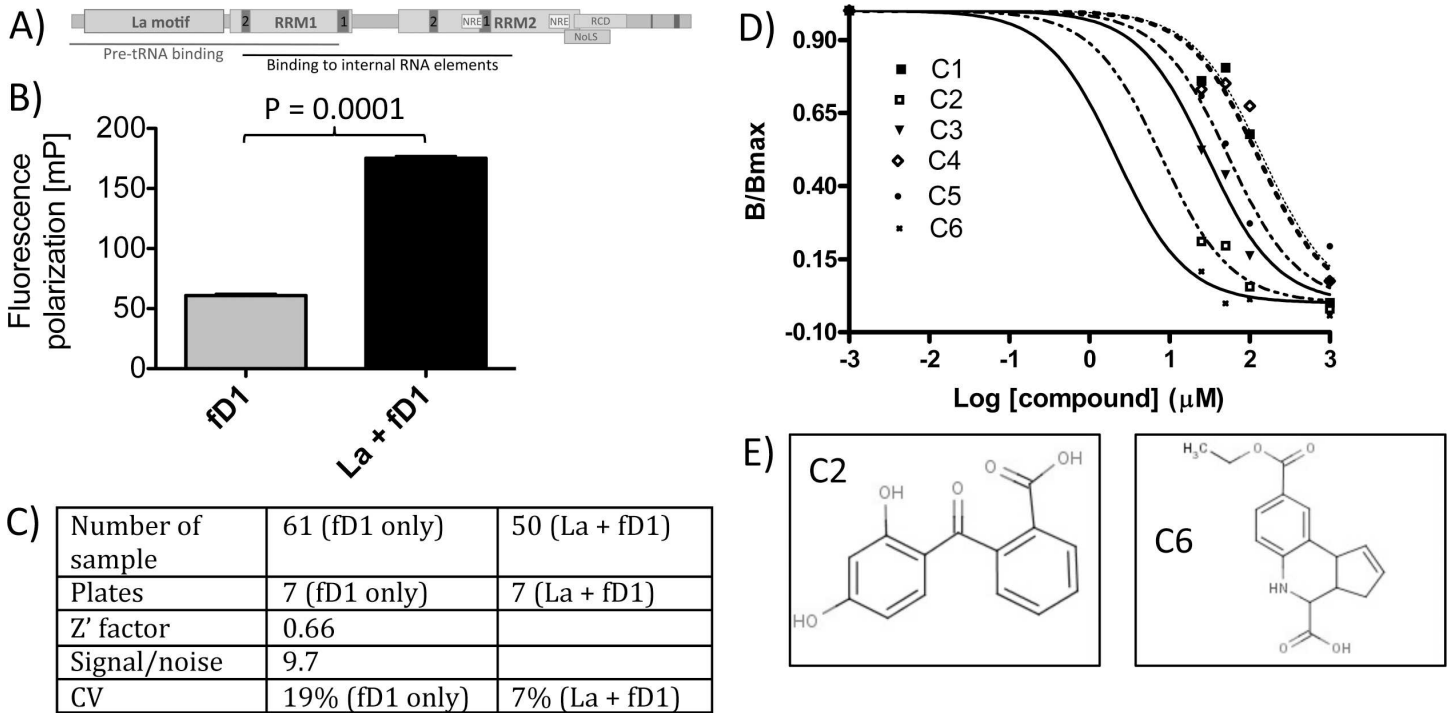 A)
La motif
2
RRM1
1
2
NRE
1
RRM2
NRE
RCD
NoLS
Pre-tRNA binding
Binding to internal RNA elements
B)
P = 0.0001
Fluorescence
polarization [mP]
200
150
100
50
0
fD1
La + fD1
C)
Number of
sample
61 (fD1 only)
50 (La + fD1)
Plates
7 (fD1 only)
7 (La + fD1)
Z’ factor
0.66
Signal/noise
9.7
CV
19% (fD1 only)
7% (La + fD1)
D)
B/Bmax
0.90
0.65
0.40
0.15
-0.10
C1
C2
C3
C4
C5
C6
-3
-2
-1
0
1
2
3
Log [compound] (μM)
E)
C2
OH
O
O
OH
HO
C6
H₃C
O
O
HN
O
OH